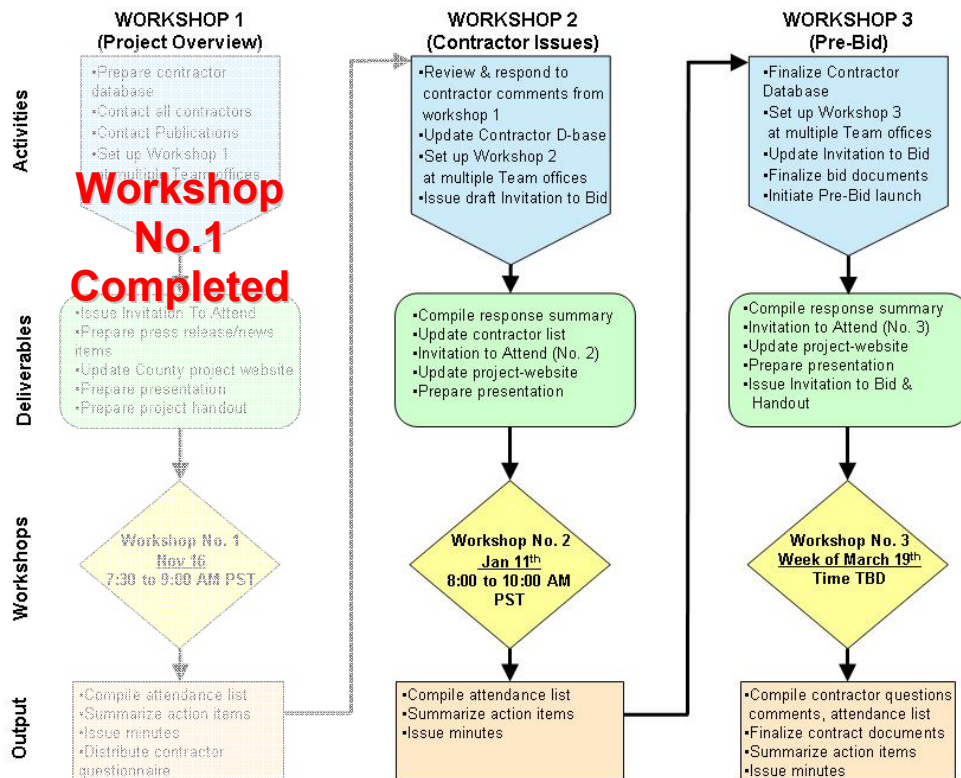 WORKSHOP 1
(Project Overview)
WORKSHOP 2
(Contractor Issues)
WORKSHOP 3
(Pre-Bid)
Activities
▪Prepare contractor
database
▪Contact all contractors
▪Contact Publications
▪Set up Workshop 1
at multiple Team offices
Workshop
No.1
Completed
▪Review & respond to
contractor comments from
workshop 1
▪Update Contractor D-base
▪Set up Workshop 2
at multiple Team offices
▪Issue draft Invitation to Bid
▪Finalize Contractor
Database
▪Set up Workshop 3
at multiple Team offices
▪Update Invitation to Bid
▪Finalize bid documents
▪Initiate Pre-Bid launch
Deliverables
▪Issue Invitation To Attend
▪Prepare press release/news
items
▪Update County project website
▪Prepare presentation
▪Prepare project handout
▪Compile response summary
▪Update contractor list
▪Invitation to Attend (No. 2)
▪Update project-website
▪Prepare presentation
▪Compile response summary
▪Invitation to Attend (No. 3)
▪Update project-website
▪Prepare presentation
▪Issue Invitation to Bid &
Handout
Workshops
Workshop No. 1
Nov 16
7:30 to 9:00 AM PST
Workshop No. 2
Jan 11th
8:00 to 10:00 AM
PST
Workshop No. 3
Week of March 19th
Time TBD
Output
▪Compile attendance list
▪Summarize action items
▪Issue minutes
▪Distribute contractor
questionnaire
▪Compile attendance list
▪Summarize action items
▪Issue minutes
▪Compile contractor questions
comments, attendance list
▪Finalize contract documents
▪Summarize action items
▪Issue minutes